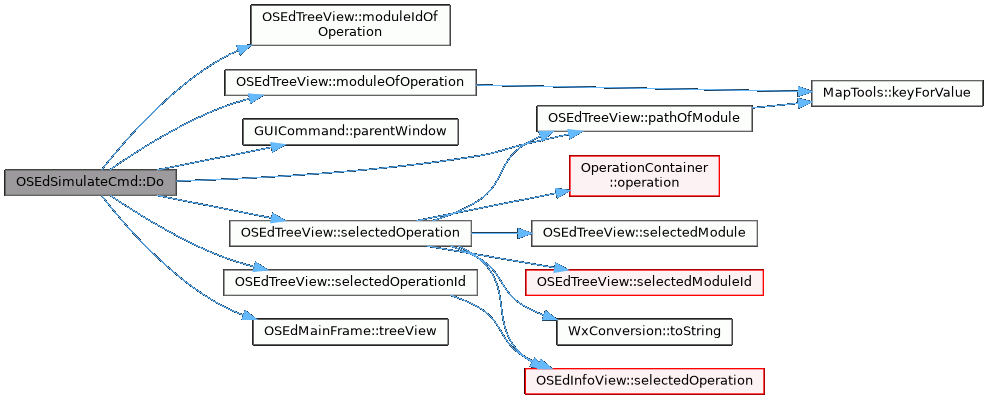 OSEdTreeView::moduleIdOf
Operation
OSEdTreeView::moduleOfOperation
MapTools::keyForValue
OSEdTreeView::pathOfModule
GUICommand::parentWindow
OperationContainer
::operation
OSEdSimulateCmd::Do
OSEdTreeView::selectedOperation
OSEdTreeView::selectedModule
OSEdTreeView::selectedOperationId
OSEdTreeView::selectedModuleId
OSEdMainFrame::treeView
WxConversion::toString
OSEdInfoView::selectedOperation